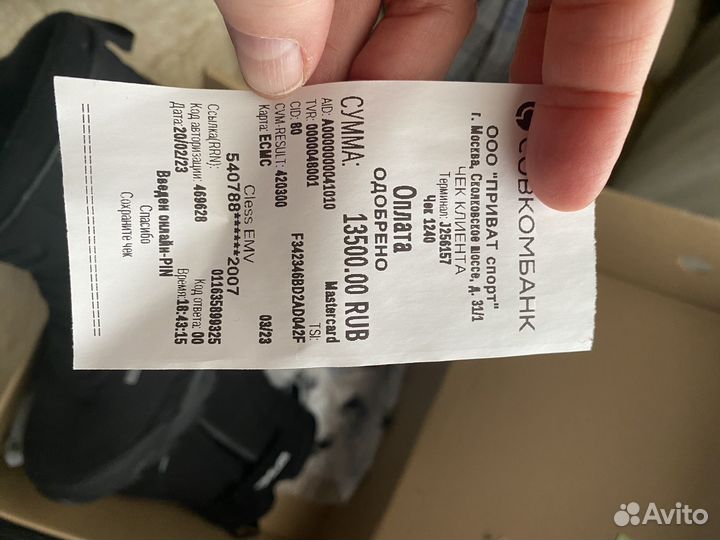 СОВКОМБАНК
ООО "ПРИВАТ спорт"
г. Москва, Сколковское шоссе, д. 31/1
ЧЕК КЛИЕНТА
Терминал: J256157
Чек 1240
Оплата
ОДОБРЕНО
СУММА: 13500.00 RUB
AID: A0000000041010 Mastercard
TVR: 0000048001 TSI:
CID: 80 F342346BD2AD042F
CVM-RESULT: 420300
Карта: ECMC 03/23
Cless EMV
540788******2007
Ссылка(RRN): 011635899325
Код авторизации: 469628 Код ответа: 00
Дата:20/02/23 Время:18:43:15
Введен онлайн-PIN
Спасибо
Сохраните чек
Avito